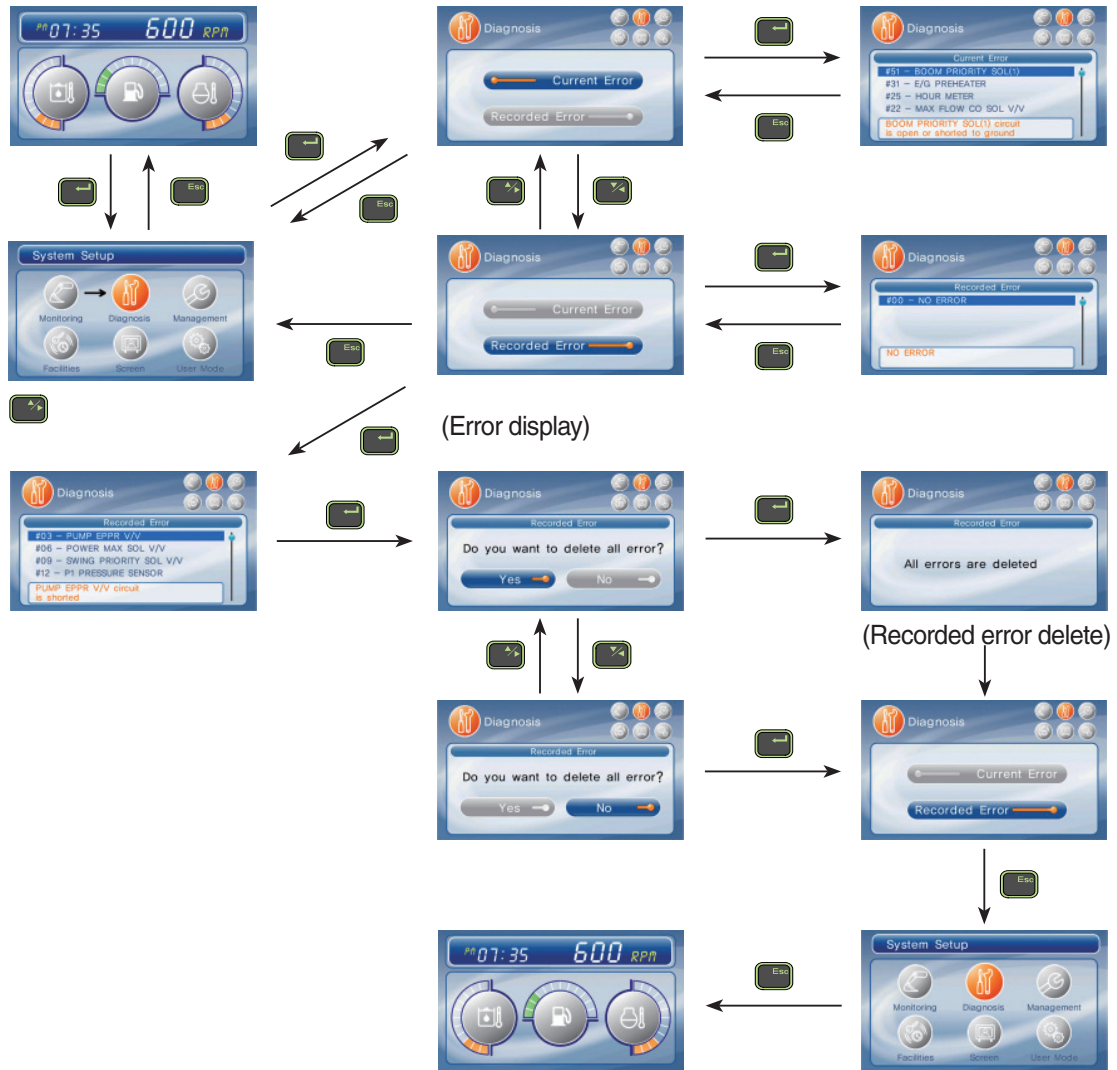 PM 07:35 600 RPM
Diagnosis
Current Error
Recorded Error
Diagnosis
Current Error
#51 – BOOM PRIORITY SOL(1)
#31 – E/G PREHEATER
#25 – HOUR METER
#22 – MAX FLOW CO SOL V/V
BOOM PRIORITY SOL(1) circuit
is open or shorted to ground
Esc
Esc
Esc
System Setup
Monitoring Diagnosis Management
Facilities Screen User Mode
Diagnosis
Current Error
Recorded Error
Diagnosis
Recorded Error
#00 – NO ERROR
NO ERROR
Esc
Esc
(Error display)
Diagnosis
Recorded Error
#03 – PUMP EPPR V/V
#06 – POWER MAX SOL V/V
#09 – SWING PRIORITY SOL V/V
#12 – P1 PRESSURE SENSOR
PUMP EPPR V/V circuit
is shorted
Diagnosis
Recorded Error
Do you want to delete all error?
Yes No
Diagnosis
Recorded Error
All errors are deleted
(Recorded error delete)
Diagnosis
Recorded Error
Do you want to delete all error?
Yes No
Diagnosis
Current Error
Recorded Error
Esc
PM 07:35 600 RPM
Esc
System Setup
Monitoring Diagnosis Management
Facilities Screen User Mode